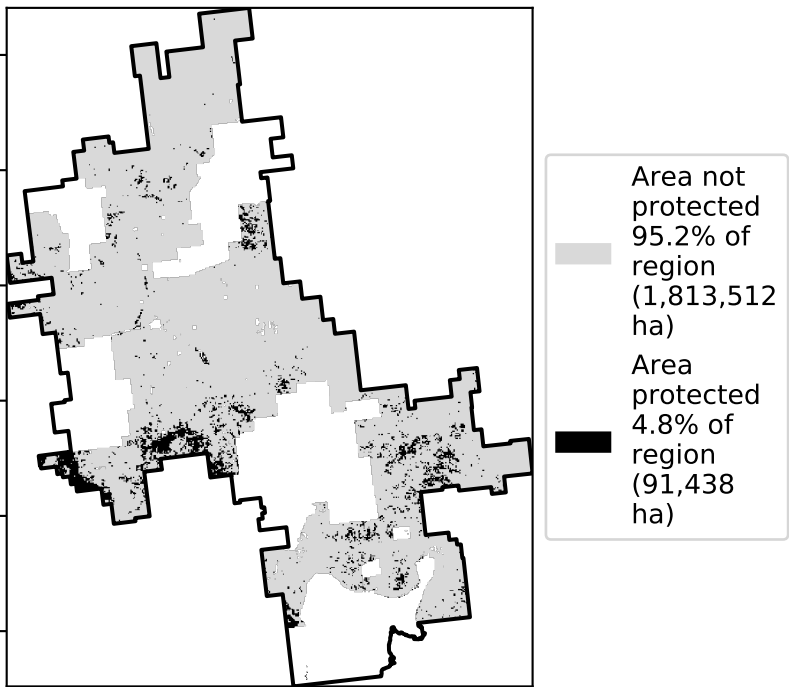 Area not
protected
95.2% of
region
(1,813,512
ha)
Area
protected
4.8% of
region
(91,438
ha)